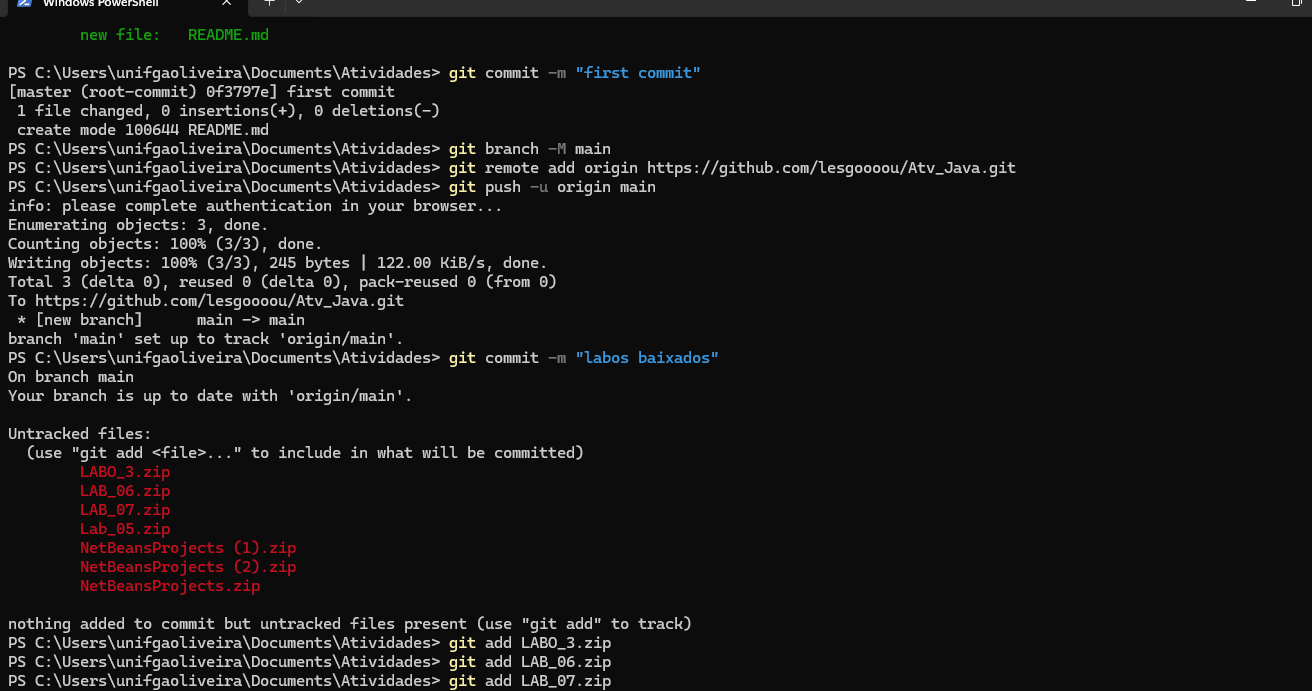 Windows PowerShell
new file:   README.md
PS C:\Users\unifgaoliveira\Documents\Atividades> git commit -m "first commit"
[master (root-commit) 0f3797e] first commit
 1 file changed, 0 insertions(+), 0 deletions(-)
 create mode 100644 README.md
PS C:\Users\unifgaoliveira\Documents\Atividades> git branch -M main
PS C:\Users\unifgaoliveira\Documents\Atividades> git remote add origin https://github.com/lesgoooou/Atv_Java.git
PS C:\Users\unifgaoliveira\Documents\Atividades> git push -u origin main
info: please complete authentication in your browser...
Enumerating objects: 3, done.
Counting objects: 100% (3/3), done.
Writing objects: 100% (3/3), 245 bytes | 122.00 KiB/s, done.
Total 3 (delta 0), reused 0 (delta 0), pack-reused 0 (from 0)
To https://github.com/lesgoooou/Atv_Java.git
 * [new branch]      main -> main
branch 'main' set up to track 'origin/main'.
PS C:\Users\unifgaoliveira\Documents\Atividades> git commit -m "labos baixados"
On branch main
Your branch is up to date with 'origin/main'.
Untracked files:
  (use "git add <file>..." to include in what will be committed)
        LABO_3.zip
        LAB_06.zip
        LAB_07.zip
        Lab_05.zip
        NetBeansProjects (1).zip
        NetBeansProjects (2).zip
        NetBeansProjects.zip
nothing added to commit but untracked files present (use "git add" to track)
PS C:\Users\unifgaoliveira\Documents\Atividades> git add LABO_3.zip
PS C:\Users\unifgaoliveira\Documents\Atividades> git add LAB_06.zip
PS C:\Users\unifgaoliveira\Documents\Atividades> git add LAB_07.zip